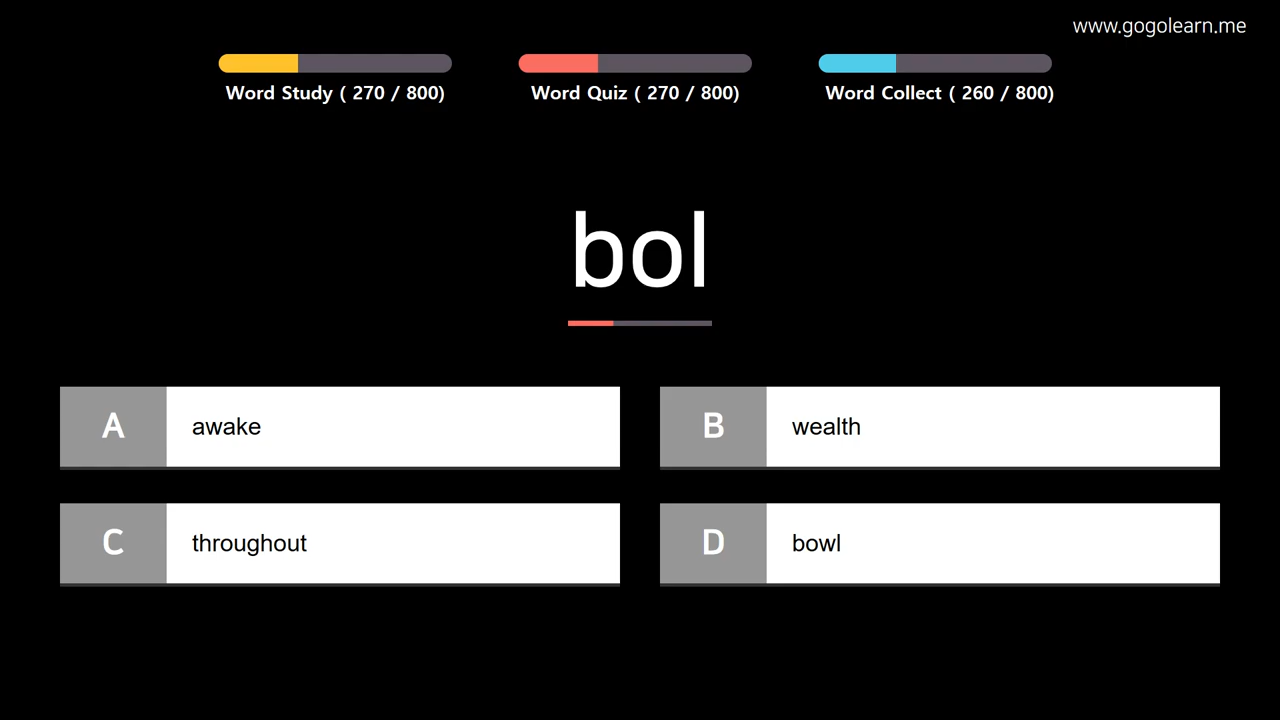 www.gogolearn.me
Word Study ( 270 / 800)
Word Quiz ( 270 / 800)
Word Collect ( 260 / 800)
bol
A awake
B wealth
C throughout
D bowl